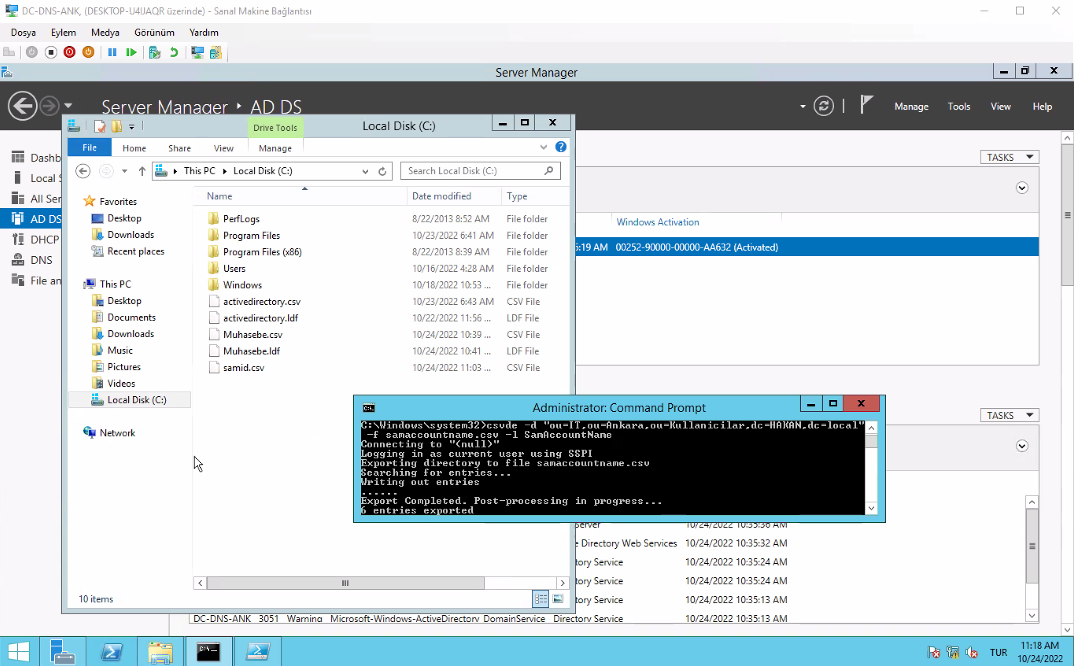 DC-DNS-ANK, (DESKTOP-U4UAQR üzerinde) - Sanal Makine Bağlantısı
Dosya Eylem Medya Görünüm Yardım
Server Manager
Server Manager ‣ AD DS
Manage Tools View Help
Drive Tools
Local Disk (C:)
File Home Share View Manage
This PC ▸ Local Disk (C:)
Search Local Disk (C:)
Dashb
Local S
All Ser
AD DS
DHCP
DNS
File an
Favorites
Desktop
Downloads
Recent places
This PC
Desktop
Documents
Downloads
Music
Pictures
Videos
Local Disk (C:)
Network
Name Date modified Type
PerfLogs 8/22/2013 8:52 AM File folder
Program Files 10/23/2022 6:41 AM File folder
Program Files (x86) 8/22/2013 8:39 AM File folder
Users 10/16/2022 4:28 AM File folder
Windows 10/18/2022 10:53 ... File folder
activedirectory.csv 10/23/2022 6:43 AM CSV File
activedirectory.ldf 10/22/2022 11:56 ... LDF File
Muhasebe.csv 10/24/2022 10:39 ... CSV File
Muhasebe.ldf 10/24/2022 10:41 ... LDF File
samid.csv 10/24/2022 11:03 ... CSV File
10 items
TASKS
Windows Activation
5:19 AM 00252-90000-00000-AA632 (Activated)
TASKS
Administrator: Command Prompt
C:\Windows\system32>csvde -d "ou=IT,ou=Ankara,ou=Kullanicilar,dc=HAKAN,dc=local"
-f samaccountname.csv -l SamAccountName
Connecting to "(null)"
Logging in as current user using SSPI
Exporting directory to file samaccountname.csv
Searching for entries...
Writing out entries
......
Export Completed. Post-processing in progress...
6 entries exported
Server 10/24/2022 10:35:36 AM
e Directory Web Services 10/24/2022 10:35:32 AM
tory Service 10/24/2022 10:35:24 AM
tory Service 10/24/2022 10:35:24 AM
tory Service 10/24/2022 10:35:13 AM
DC-DNS-ANK 3051 Warning Microsoft-Windows-ActiveDirectory_DomainService Directory Service 10/24/2022 10:35:13 AM
TUR
11:18 AM
10/24/2022